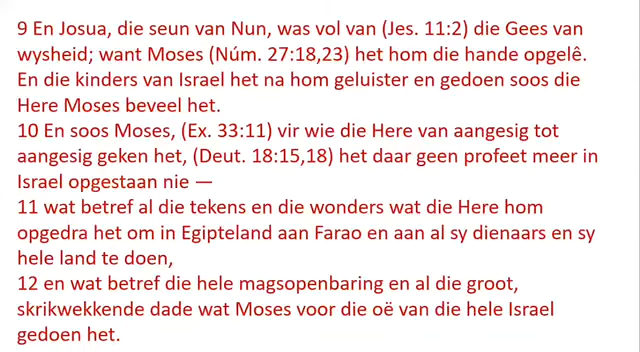 9 En Josua, die seun van Nun, was vol van (Jes. 11:2) die Gees van
wysheid; want Moses (Núm. 27:18,23) het hom die hande opgelê.
En die kinders van Israel het na hom geluister en gedoen soos die
Here Moses beveel het.
10 En soos Moses, (Ex. 33:11) vir wie die Here van aangesig tot
aangesig geken het, (Deut. 18:15,18) het daar geen profeet meer in
Israel opgestaan nie —
11 wat betref al die tekens en die wonders wat die Here hom
opgedra het om in Egipteland aan Farao en aan al sy dienaars en sy
hele land te doen,
12 en wat betref die hele magsopenbaring en al die groot,
skrikwekkende dade wat Moses voor die oë van die hele Israel
gedoen het.